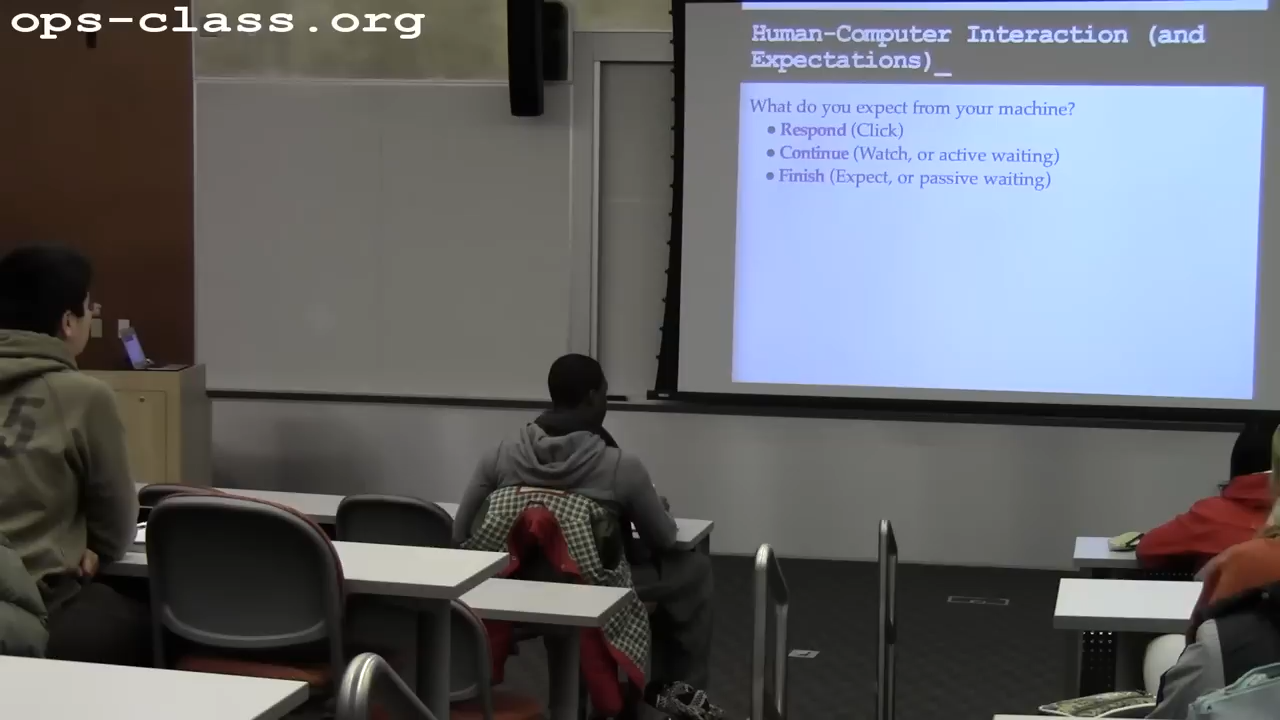 ops-class.org
Human-Computer Interaction (and
Expectations)_
What do you expect from your machine?
• Respond (Click)
• Continue (Watch, or active waiting)
• Finish (Expect, or passive waiting)
5